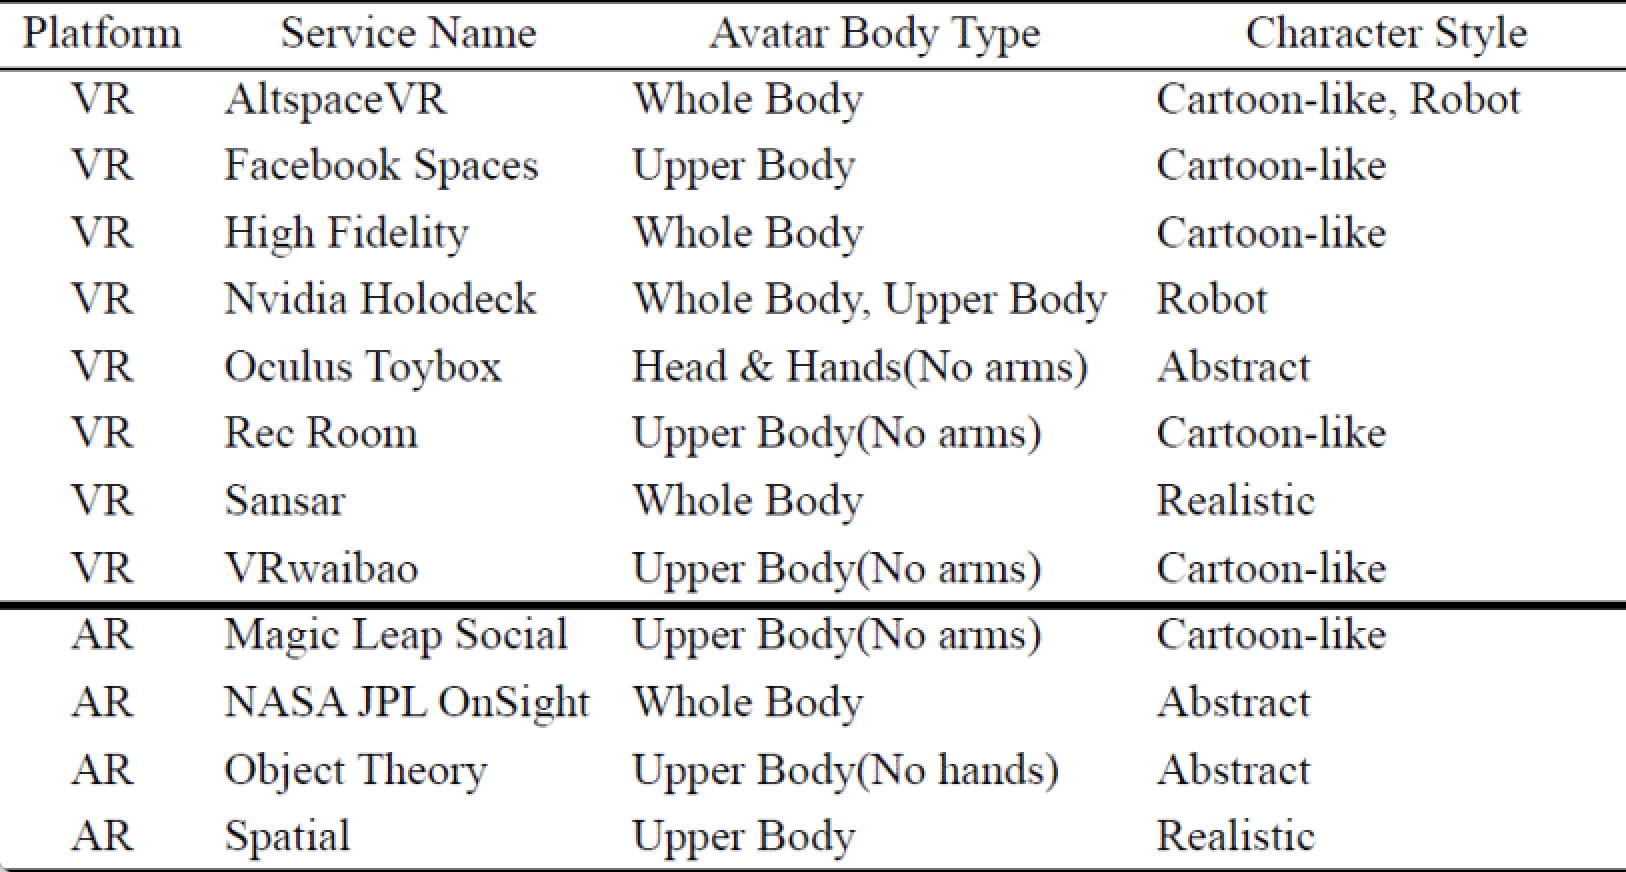 Platform Service Name Avatar Body Type Character Style
VR AltspaceVR Whole Body Cartoon-like, Robot
VR Facebook Spaces Upper Body Cartoon-like
VR High Fidelity Whole Body Cartoon-like
VR Nvidia Holodeck Whole Body, Upper Body Robot
VR Oculus Toybox Head & Hands(No arms) Abstract
VR Rec Room Upper Body(No arms) Cartoon-like
VR Sansar Whole Body Realistic
VR VRwaibao Upper Body(No arms) Cartoon-like
AR Magic Leap Social Upper Body(No arms) Cartoon-like
AR NASA JPL OnSight Whole Body Abstract
AR Object Theory Upper Body(No hands) Abstract
AR Spatial Upper Body Realistic